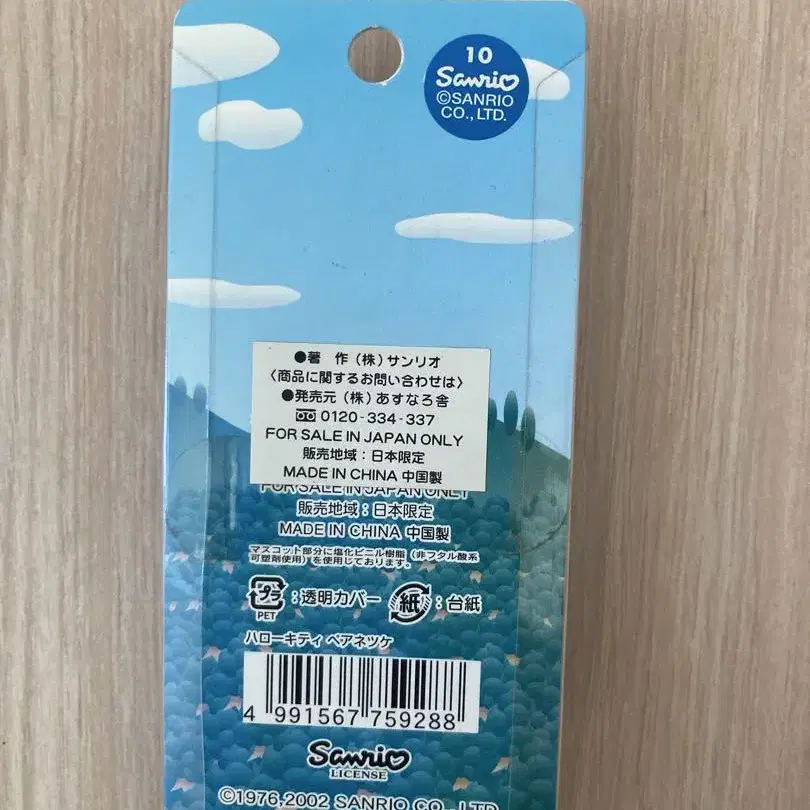 10
Sanrio
©SANRIO
CO., LTD.
●著 作（株）サンリオ
〈商品に関するお問い合わせは〉
●発売元（株）あすなろ舎
0120-334-337
FOR SALE IN JAPAN ONLY
販売地域：日本限定
MADE IN CHINA 中国製
FOR SALE IN JAPAN ONLY
販売地域：日本限定
MADE IN CHINA 中国製
マスコット部分に塩化ビニル樹脂（非フタル酸系
可塑剤使用）を使用しております。
プラ：透明カバー 紙：台紙
PET
ハローキティ ペアネツケ
4 991567 759288
Sanrio
LICENSE
©1976,2002 SANRIO CO., LTD.